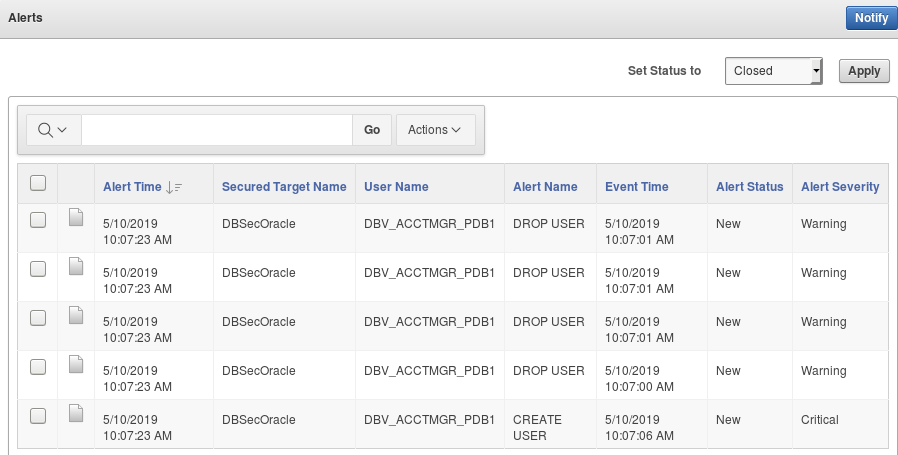 Alerts
Notify
Set Status to Closed Apply
Go Actions
Alert Time Secured Target Name User Name Alert Name Event Time Alert Status Alert Severity
5/10/2019 DBSecOracle DBV_ACCTMGR_PDB1 DROP USER 5/10/2019 New Warning
10:07:23 AM 10:07:01 AM
5/10/2019 DBSecOracle DBV_ACCTMGR_PDB1 DROP USER 5/10/2019 New Warning
10:07:23 AM 10:07:01 AM
5/10/2019 DBSecOracle DBV_ACCTMGR_PDB1 DROP USER 5/10/2019 New Warning
10:07:23 AM 10:07:01 AM
5/10/2019 DBSecOracle DBV_ACCTMGR_PDB1 DROP USER 5/10/2019 New Warning
10:07:23 AM 10:07:00 AM
5/10/2019 DBSecOracle DBV_ACCTMGR_PDB1 CREATE 5/10/2019 New Critical
10:07:23 AM USER 10:07:06 AM